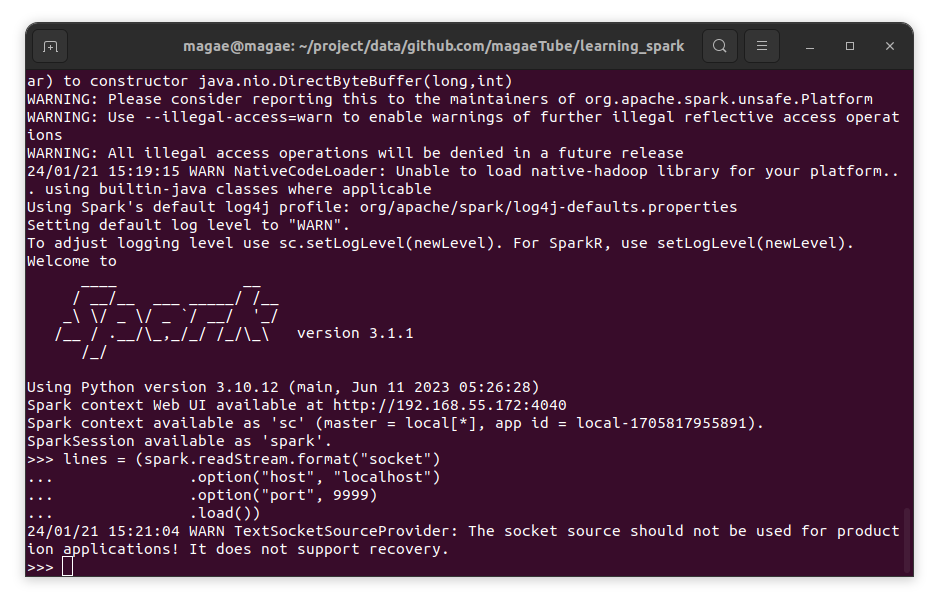 magae@magae: ~/project/data/github.com/magaeTube/learning_spark
ar) to constructor java.nio.DirectByteBuffer(long,int)
WARNING: Please consider reporting this to the maintainers of org.apache.spark.unsafe.Platform
WARNING: Use --illegal-access=warn to enable warnings of further illegal reflective access operat
ions
WARNING: All illegal access operations will be denied in a future release
24/01/21 15:19:15 WARN NativeCodeLoader: Unable to load native-hadoop library for your platform..
. using builtin-java classes where applicable
Using Spark's default log4j profile: org/apache/spark/log4j-defaults.properties
Setting default log level to "WARN".
To adjust logging level use sc.setLogLevel(newLevel). For SparkR, use setLogLevel(newLevel).
Welcome to
      ____              __
     / __/__  ___ _____/ /__
    _\ \/ _ \/ _ `/ __/  '_/
   /__ / .__/\_,_/_/ /_/\_\   version 3.1.1
      /_/
Using Python version 3.10.12 (main, Jun 11 2023 05:26:28)
Spark context Web UI available at http://192.168.55.172:4040
Spark context available as 'sc' (master = local[*], app id = local-1705817955891).
SparkSession available as 'spark'.
>>> lines = (spark.readStream.format("socket")
...               .option("host", "localhost")
...               .option("port", 9999)
...               .load())
24/01/21 15:21:04 WARN TextSocketSourceProvider: The socket source should not be used for product
ion applications! It does not support recovery.
>>>